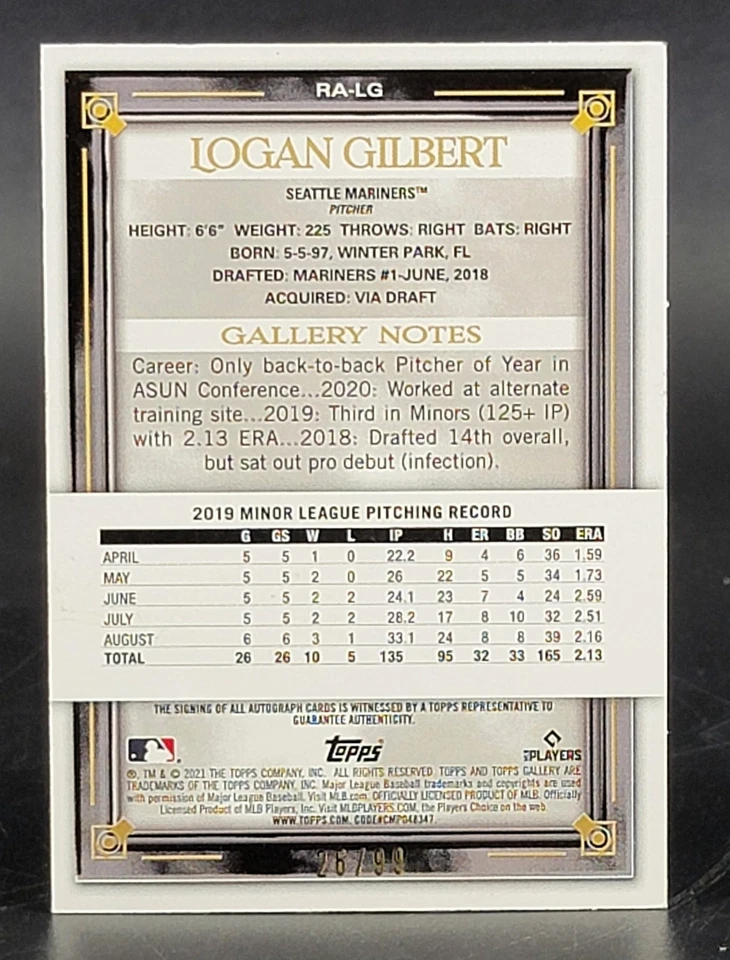 RA-LG
LOGAN GILBERT
SEATTLE MARINERS™
PITCHER
HEIGHT: 6'6" WEIGHT: 225 THROWS: RIGHT BATS: RIGHT
BORN: 5-5-97, WINTER PARK, FL
DRAFTED: MARINERS #1-JUNE, 2018
ACQUIRED: VIA DRAFT
GALLERY NOTES
Career: Only back-to-back Pitcher of Year in
ASUN Conference...2020: Worked at alternate
training site...2019: Third in Minors (125+ IP)
with 2.13 ERA...2018: Drafted 14th overall,
but sat out pro debut (infection).
2019 MINOR LEAGUE PITCHING RECORD
G GS W L IP H ER BB SO ERA
APRIL 5 5 1 0 22.2 9 4 6 36 1.59
MAY 5 5 2 0 26 22 5 5 34 1.73
JUNE 5 5 2 2 24.1 23 7 4 24 2.59
JULY 5 5 2 2 28.2 17 8 10 32 2.51
AUGUST 6 6 3 1 33.1 24 8 8 39 2.16
TOTAL 26 26 10 5 135 95 32 33 165 2.13
THE SIGNING OF ALL AUTOGRAPH CARDS IS WITNESSED BY A TOPPS REPRESENTATIVE TO
GUARANTEE AUTHENTICITY.
topps
PLAYERS
®, TM & © 2021 THE TOPPS COMPANY, INC. ALL RIGHTS RESERVED. TOPPS AND TOPPS GALLERY ARE
TRADEMARKS OF THE TOPPS COMPANY, INC. Major League Baseball trademarks and copyrights are used
with permission of Major League Baseball. Visit MLB.com. OFFICIALLY LICENSED PRODUCT OF MLB. Officially
Licensed Product of MLB Players, Inc. Visit MLBPLAYERS.COM, the Players Choice on the web.
WWW.TOPPS.COM. CODE#CMP048347.
26/99